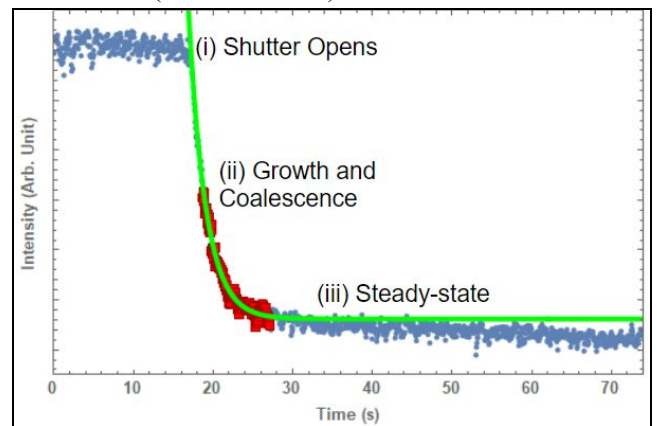 (i) Shutter Opens
(ii) Growth and
Coalescence
(iii) Steady-state
Intensity (Arb. Unit)
0 10 20 30 40 50 60 70
Time (s)